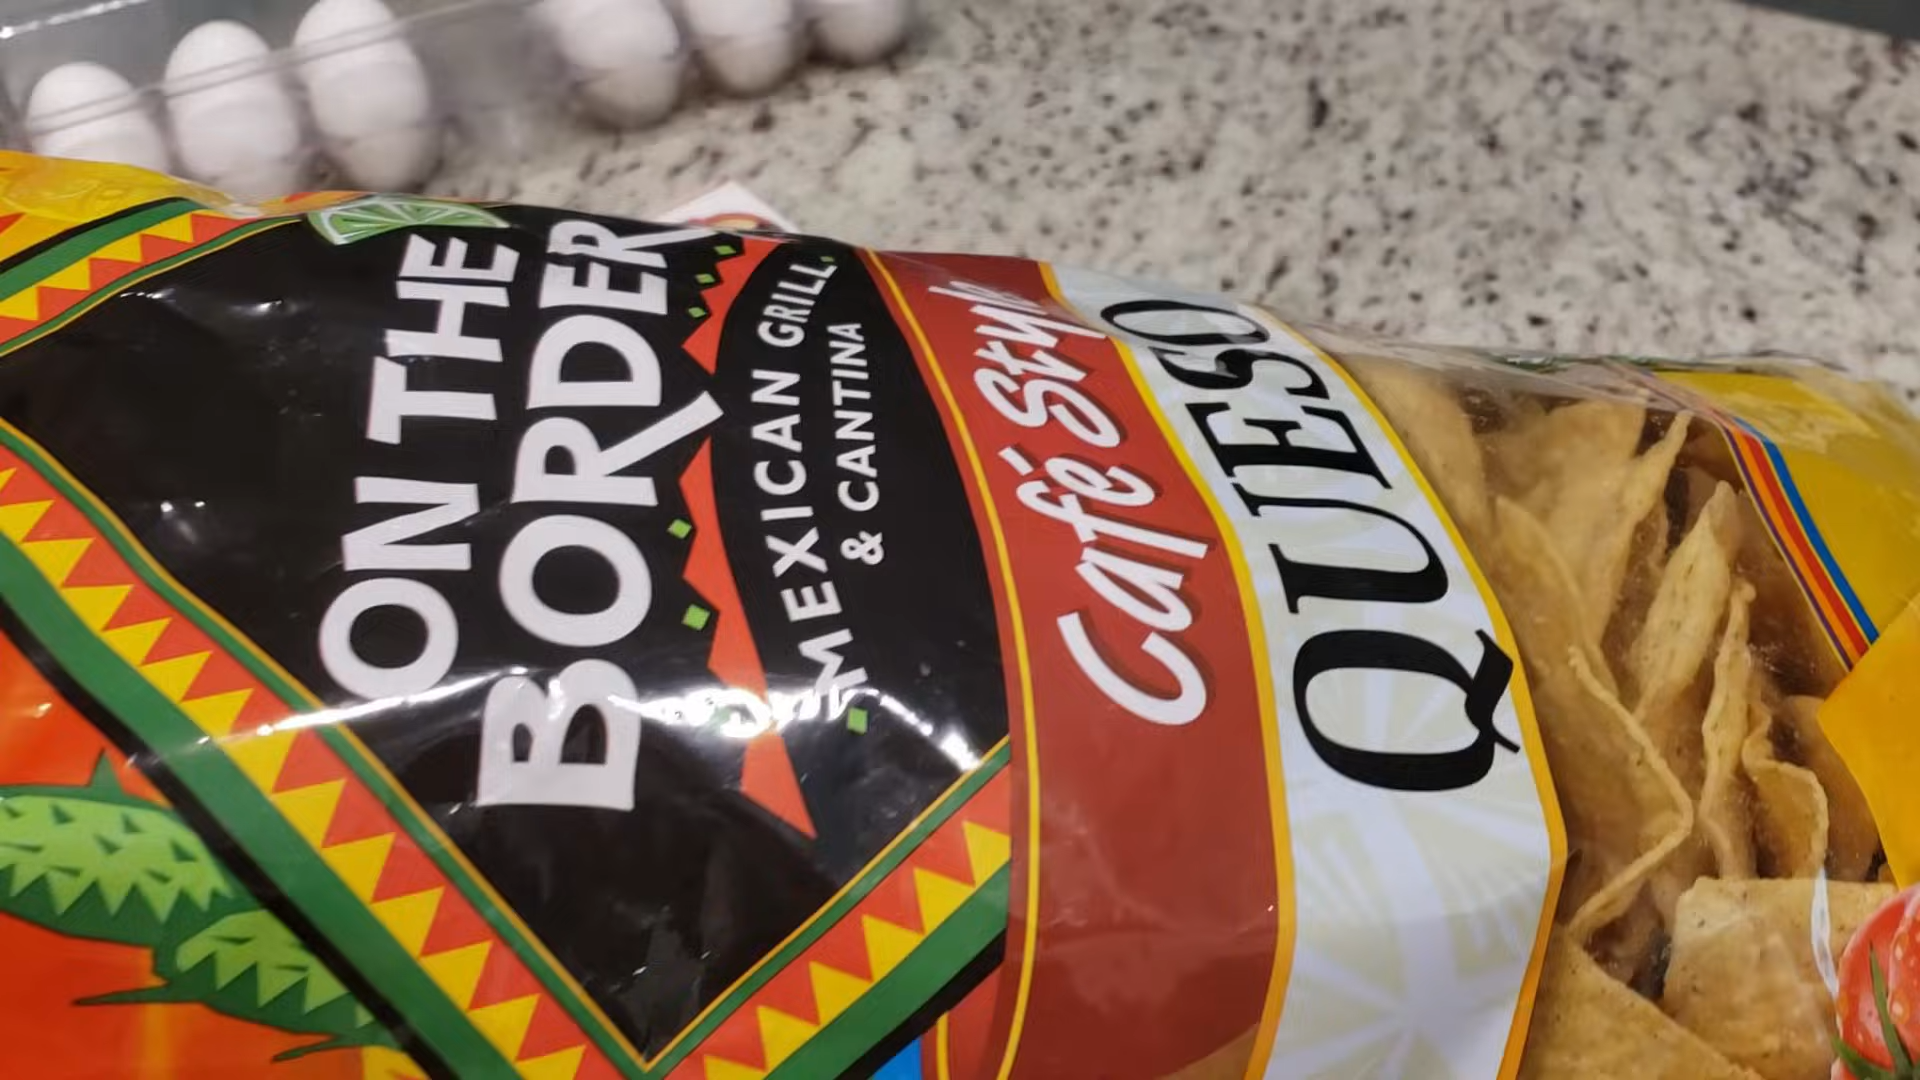 ON THE
BORDER
MEXICAN GRILL
& CANTINA
Café Style
QUESO